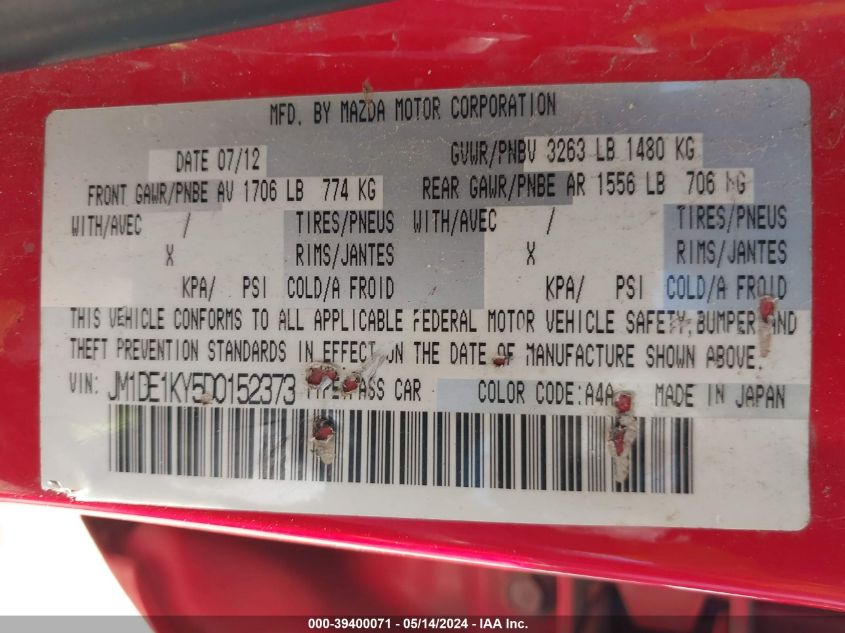 MFD. BY MAZDA MOTOR CORPORATION
DATE 07/12 GVWR/PNBV 3263 LB 1480 KG
FRONT GAWR/PNBE AV 1706 LB 774 KG REAR GAWR/PNBE AR 1556 LB 706 KG
WITH/AVEC / TIRES/PNEUS WITH/AVEC / TIRES/PNEUS
X RIMS/JANTES X RIMS/JANTES
KPA/ PSI COLD/A FROID KPA/ PSI COLD/A FROID
THIS VEHICLE CONFORMS TO ALL APPLICABLE FEDERAL MOTOR VEHICLE SAFETY, BUMPER AND
THEFT PREVENTION STANDARDS IN EFFECT ON THE DATE OF MANUFACTURE SHOWN ABOVE.
VIN: JM1DE1KY5D0152373 TYPE: PASS CAR COLOR CODE: A4A MADE IN JAPAN
000-39400071 - 05/14/2024 - IAA Inc.